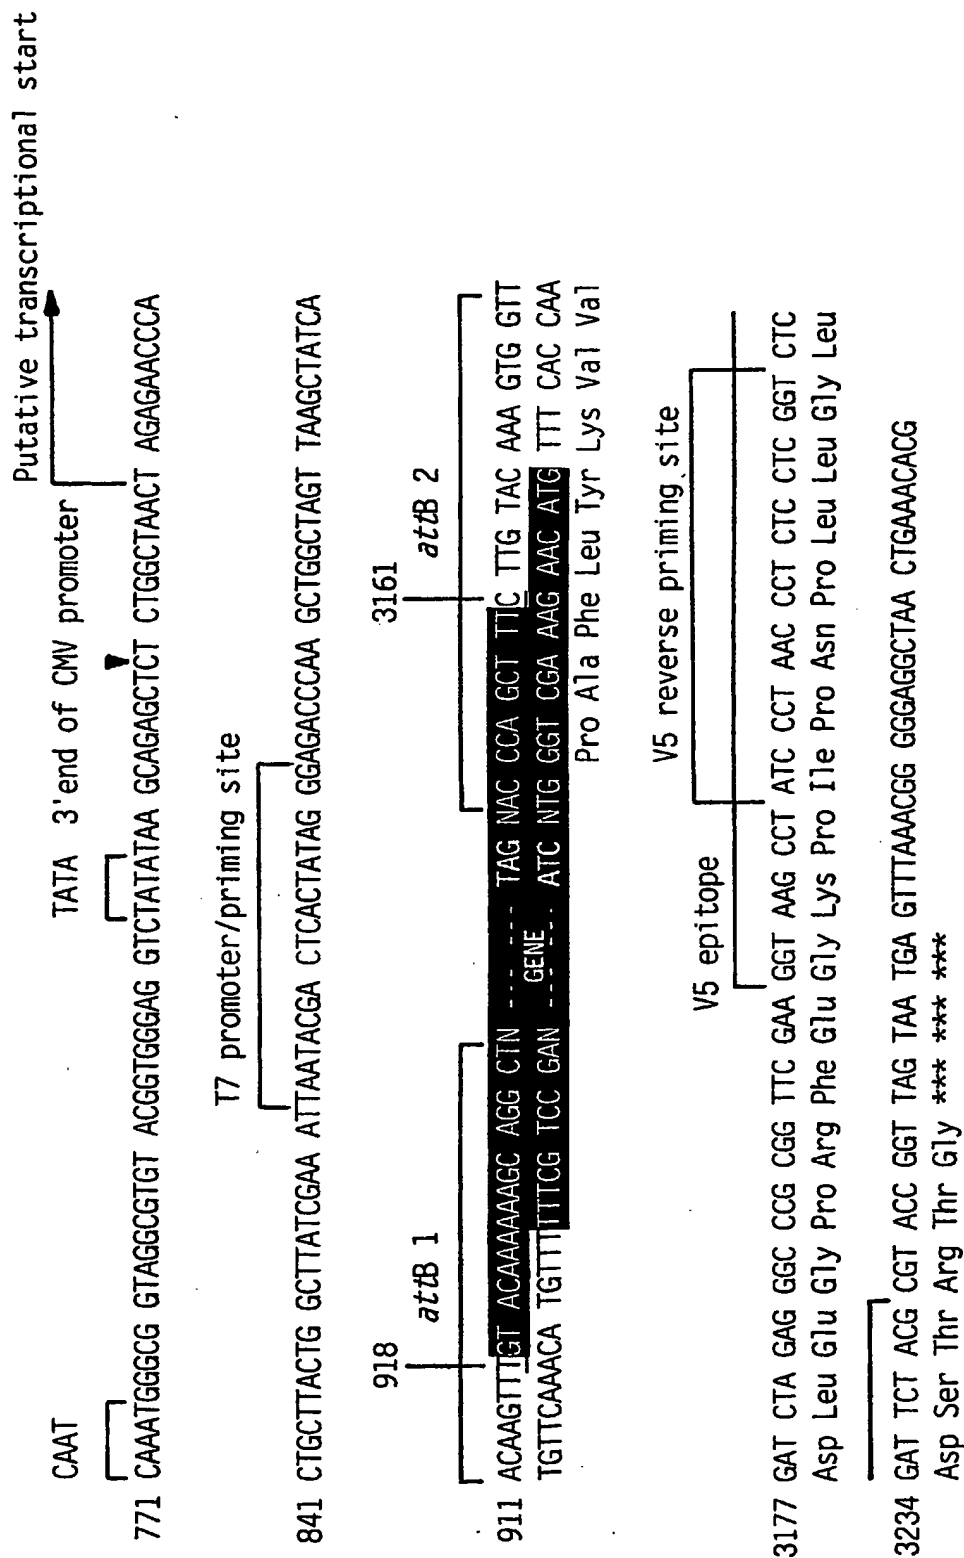 Putative transcriptional start
CAAT TATA 3'end of CMV promoter
771 CAAATGGGCG GTAGGCGTGT ACGGTGGGAG GTCTATATAA GCAGAGCTCT CTGGCTAACT AGAGAACCCA
T7 promoter/priming site
841 CTGCTTACTG GCTTATCGAA ATTAATACGA CTCACTATAG GGAGACCCAA GCTGGCTAGT TAAGCTATCA
918 3161
attB 1 attB 2
911 ACAAGTTTGT ACAAAAAAGC AGG CTN --- --- TAG NAC CCA GCT TTC TTG TAC AAA GTG GTT
GENE
TGTTCAAACA TGTTTTTTCG TCC GAN --- --- ATC NTG GGT CGA AAG AAC ATG TTT CAC CAA
Pro Ala Phe Leu Tyr Lys Val Val
V5 reverse priming site
V5 epitope
3177 GAT CTA GAG GGC CCG CGG TTC GAA GGT AAG CCT ATC CCT AAC CCT CTC CTC GGT CTC
Asp Leu Glu Gly Pro Arg Phe Glu Gly Lys Pro Ile Pro Asn Pro Leu Leu Gly Leu
3234 GAT TCT ACG CGT ACC GGT TAG TAA TGA GTTTAAACGG GGGAGGCTAA CTGAAACACG
Asp Ser Thr Arg Thr Gly *** *** ***